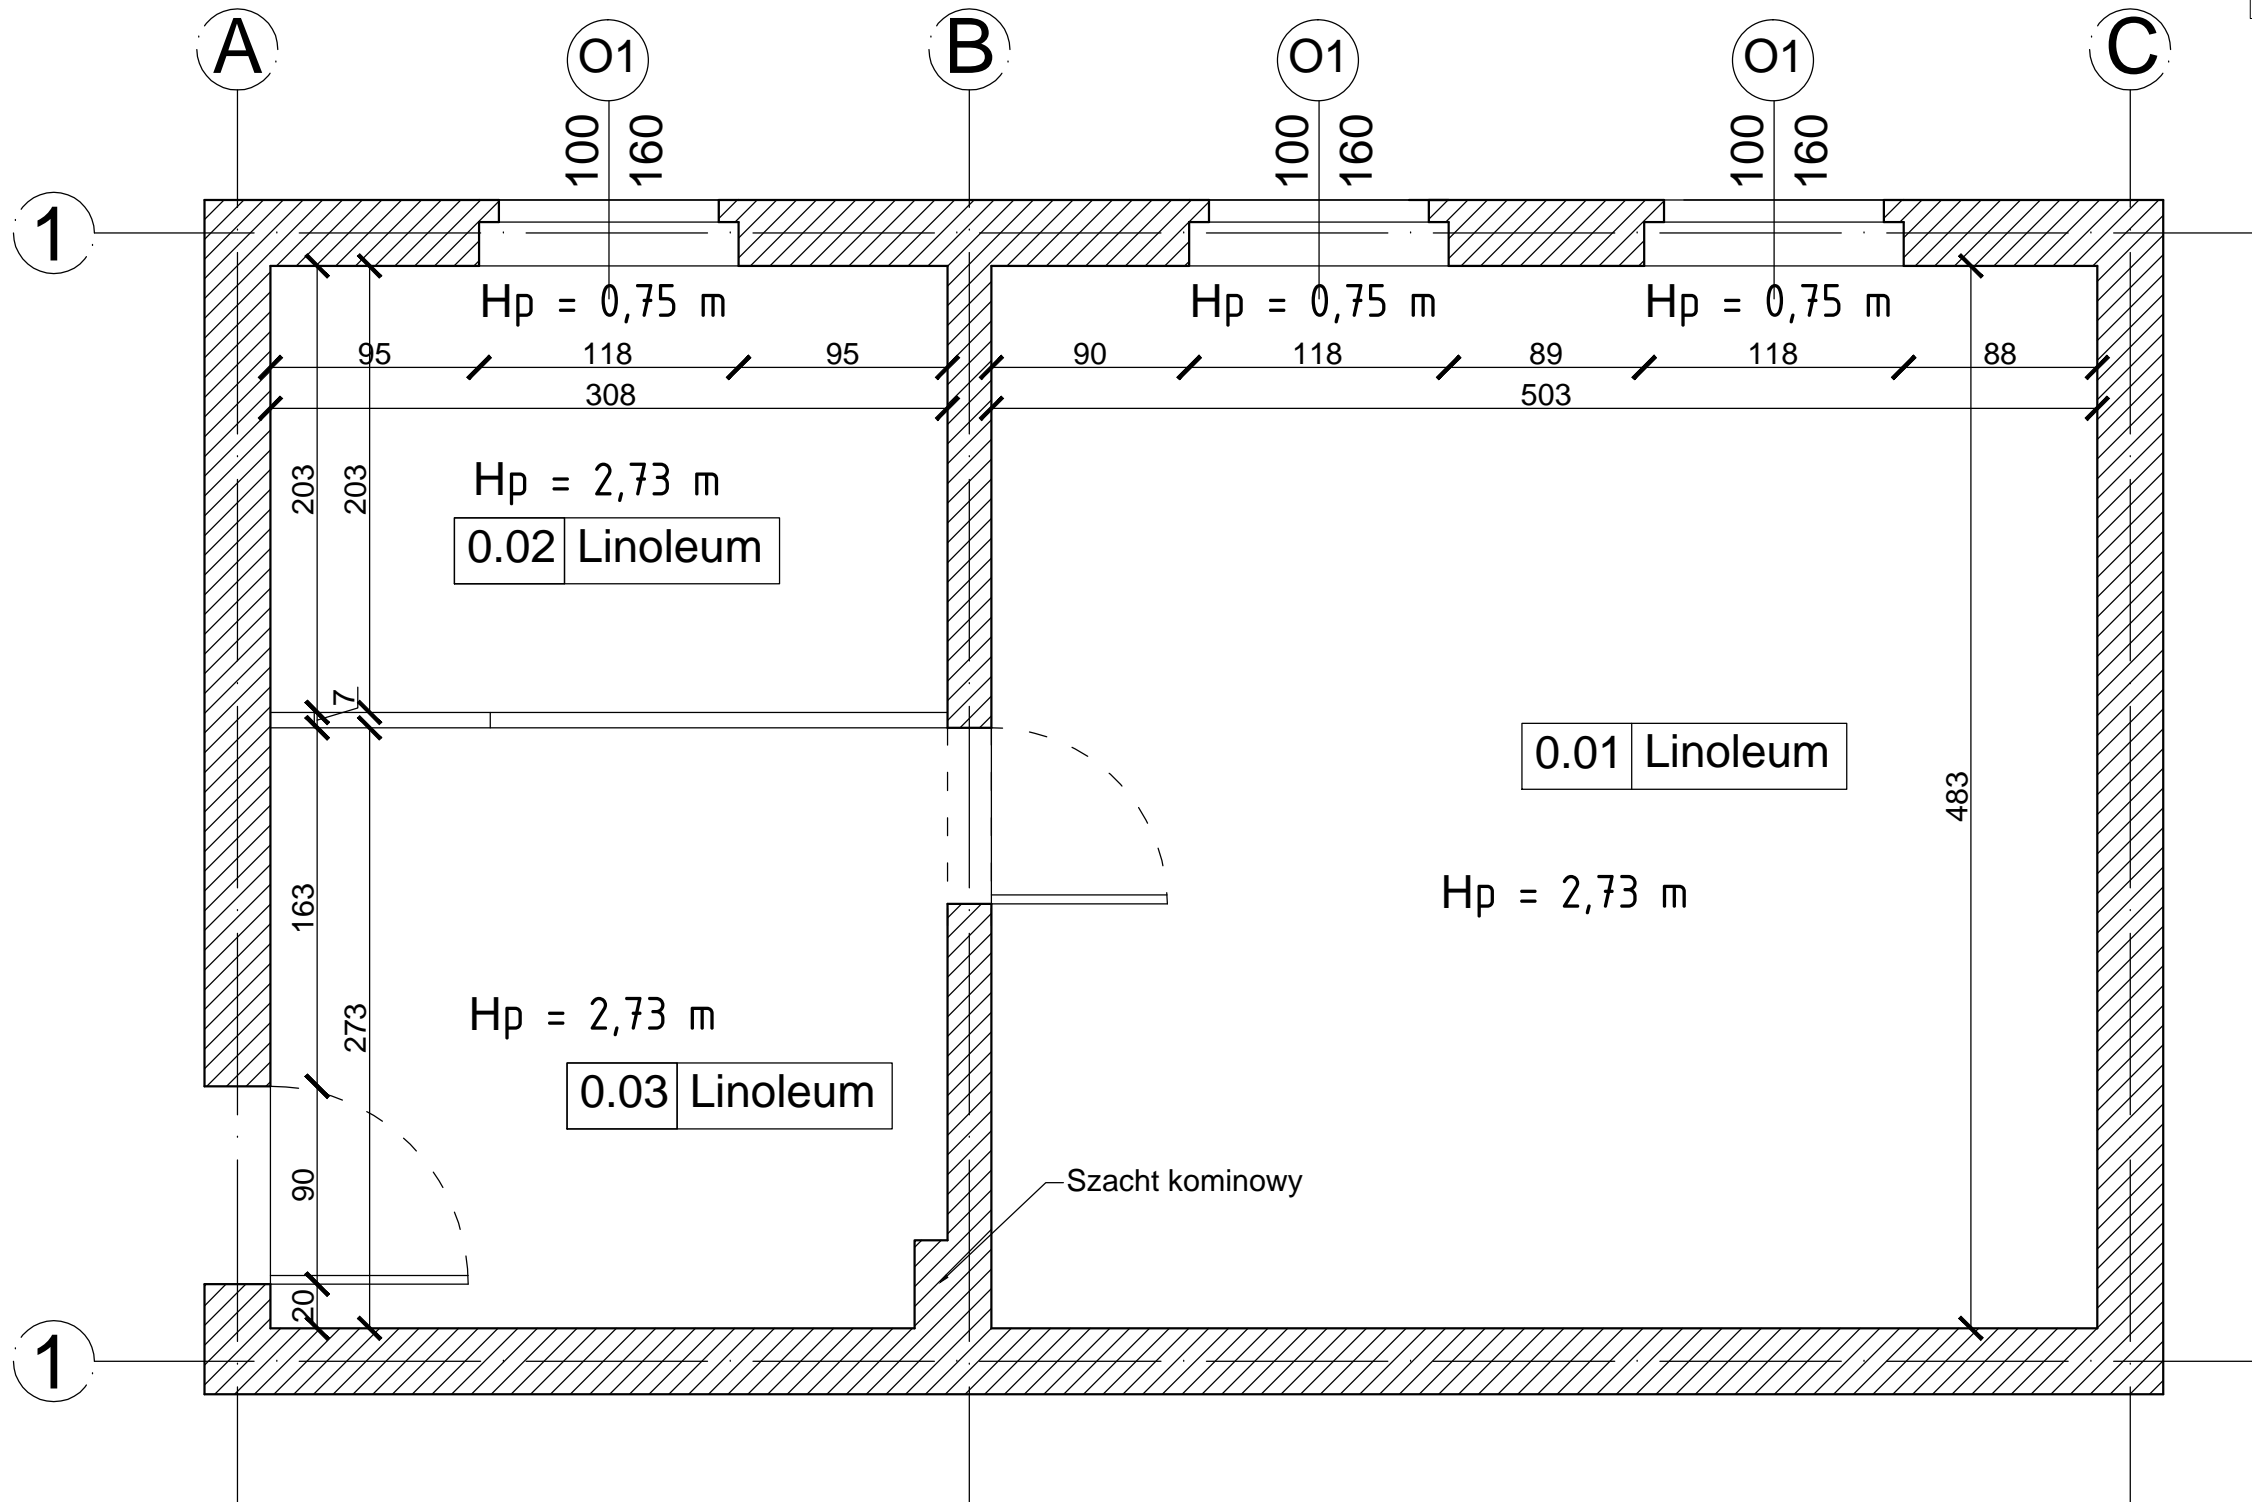 A
O1
B
O1
O1
C
100
160
100
160
100
160
1
Hp = 0,75 m
Hp = 0,75 m
Hp = 0,75 m
95
118
95
90
118
89
118
88
308
503
203
203
Hp = 2,73 m
0.02 Linoleum
7
0.01 Linoleum
483
163
Hp = 2,73 m
273
Hp = 2,73 m
0.03 Linoleum
90
Szacht kominowy
20
1